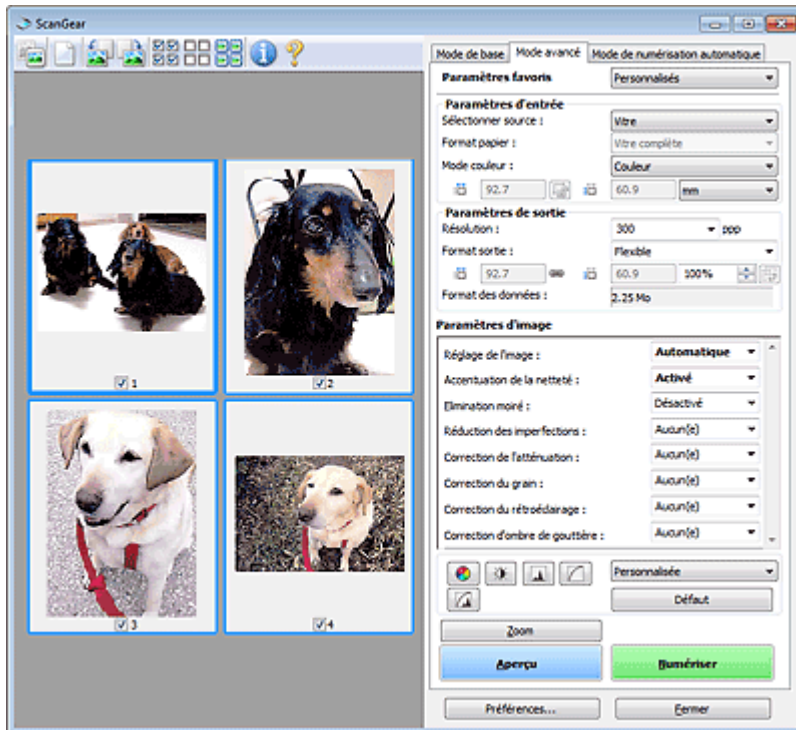 ScanGear
Mode de base
Mode avancé
Mode de numérisation automatique
Paramètres favoris
Personnalisés
Paramètres d'entrée
Sélectionner source :
Vitre
Format papier :
Vitre complète
Mode couleur :
Couleur
92.7
60.9
mm
Paramètres de sortie
Résolution :
300
ppp
Format sortie :
Flexible
92.7
60.9
100%
Format des données :
2.25 Mo
Paramètres d'image
Réglage de l'image :
Automatique
Accentuation de la netteté :
Activé
Elimination moiré :
Désactivé
Réduction des imperfections :
Aucun(e)
Correction de l'atténuation :
Aucun(e)
Correction du grain :
Aucun(e)
Correction du rétroéclairage :
Aucun(e)
Correction d'ombre de gouttière :
Aucun(e)
Personnalisée
Défaut
Zoom
Aperçu
Numériser
Préférences...
Fermer
1
2
3
4